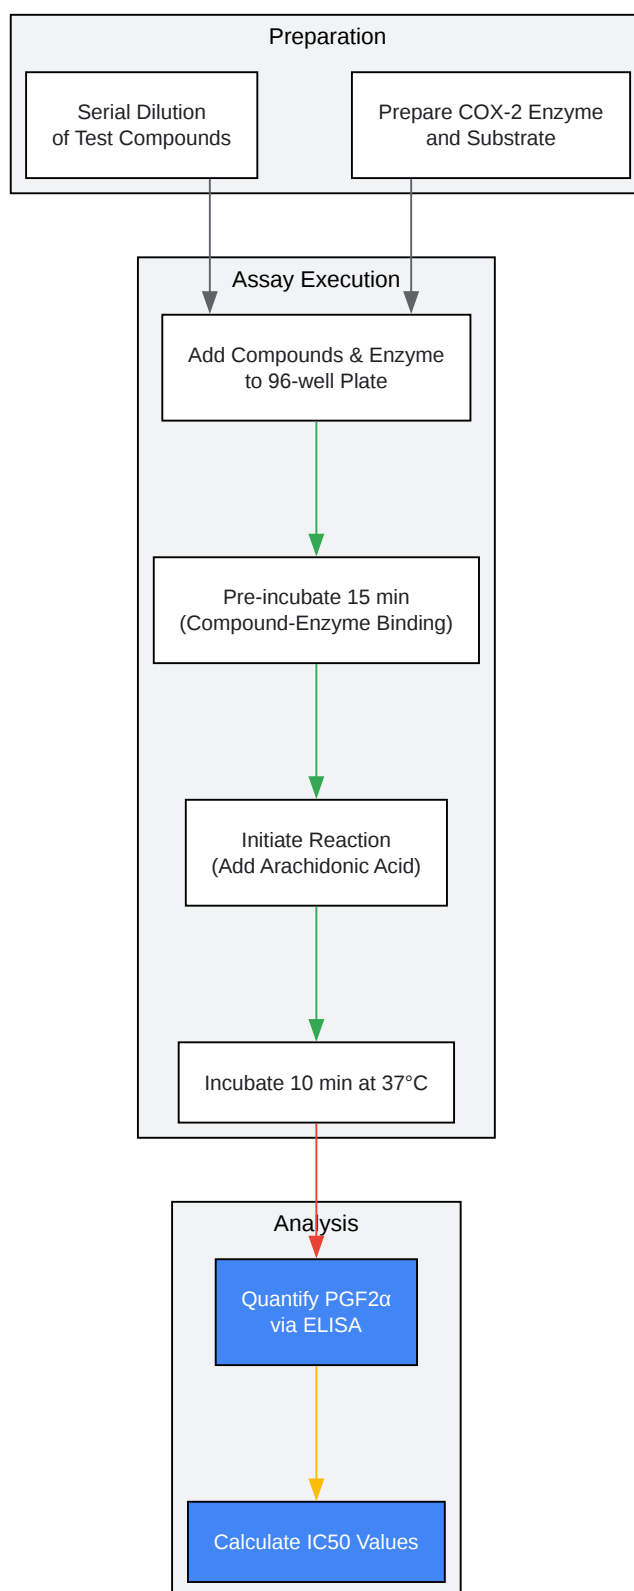 Preparation
Serial Dilution
of Test Compounds
Prepare COX-2 Enzyme
and Substrate
Assay Execution
Add Compounds & Enzyme
to 96-well Plate
Pre-incubate 15 min
(Compound-Enzyme Binding)
Initiate Reaction
(Add Arachidonic Acid)
Incubate 10 min at 37°C
Analysis
Quantify PGF2α
via ELISA
Calculate IC50 Values